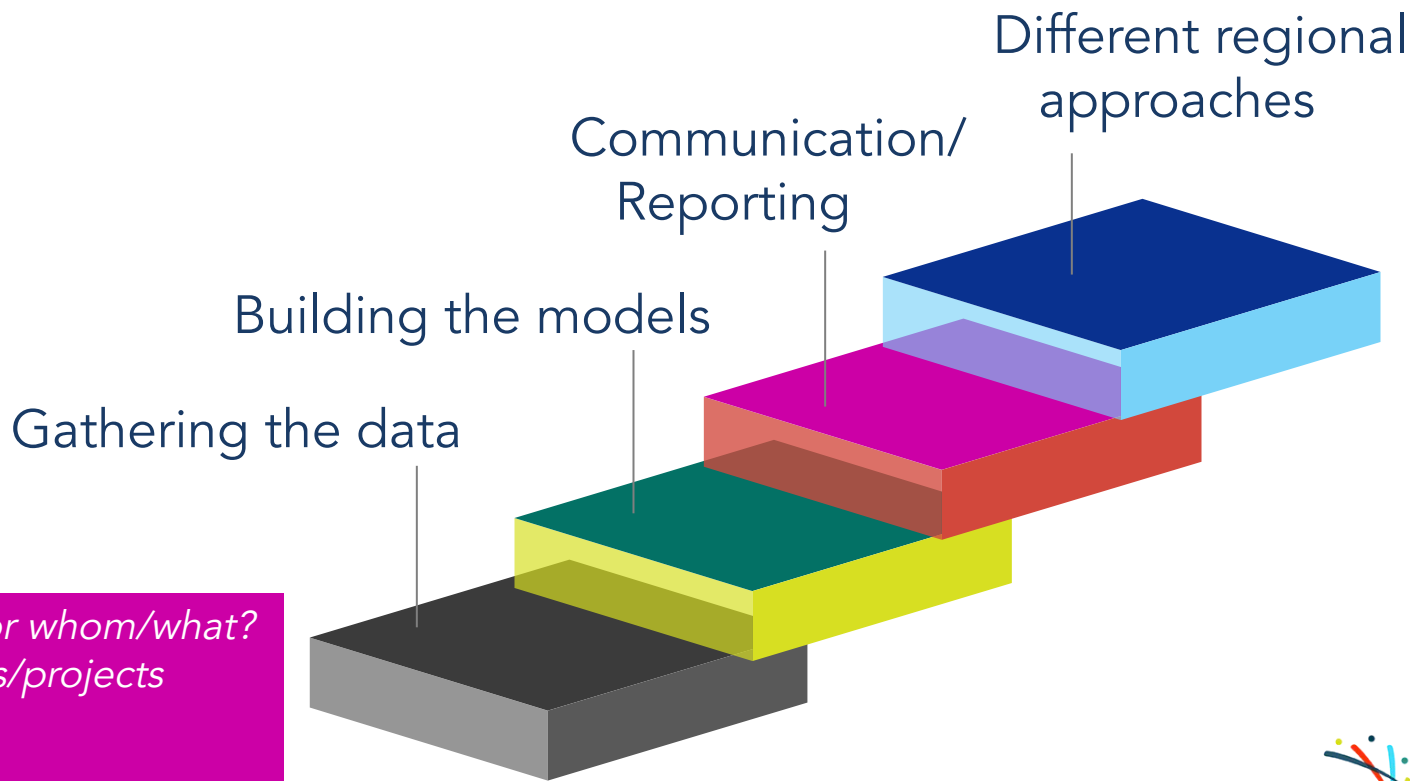 Different regional
approaches
Communication/
Reporting
Building the models
Gathering the data
whom/what?
projects